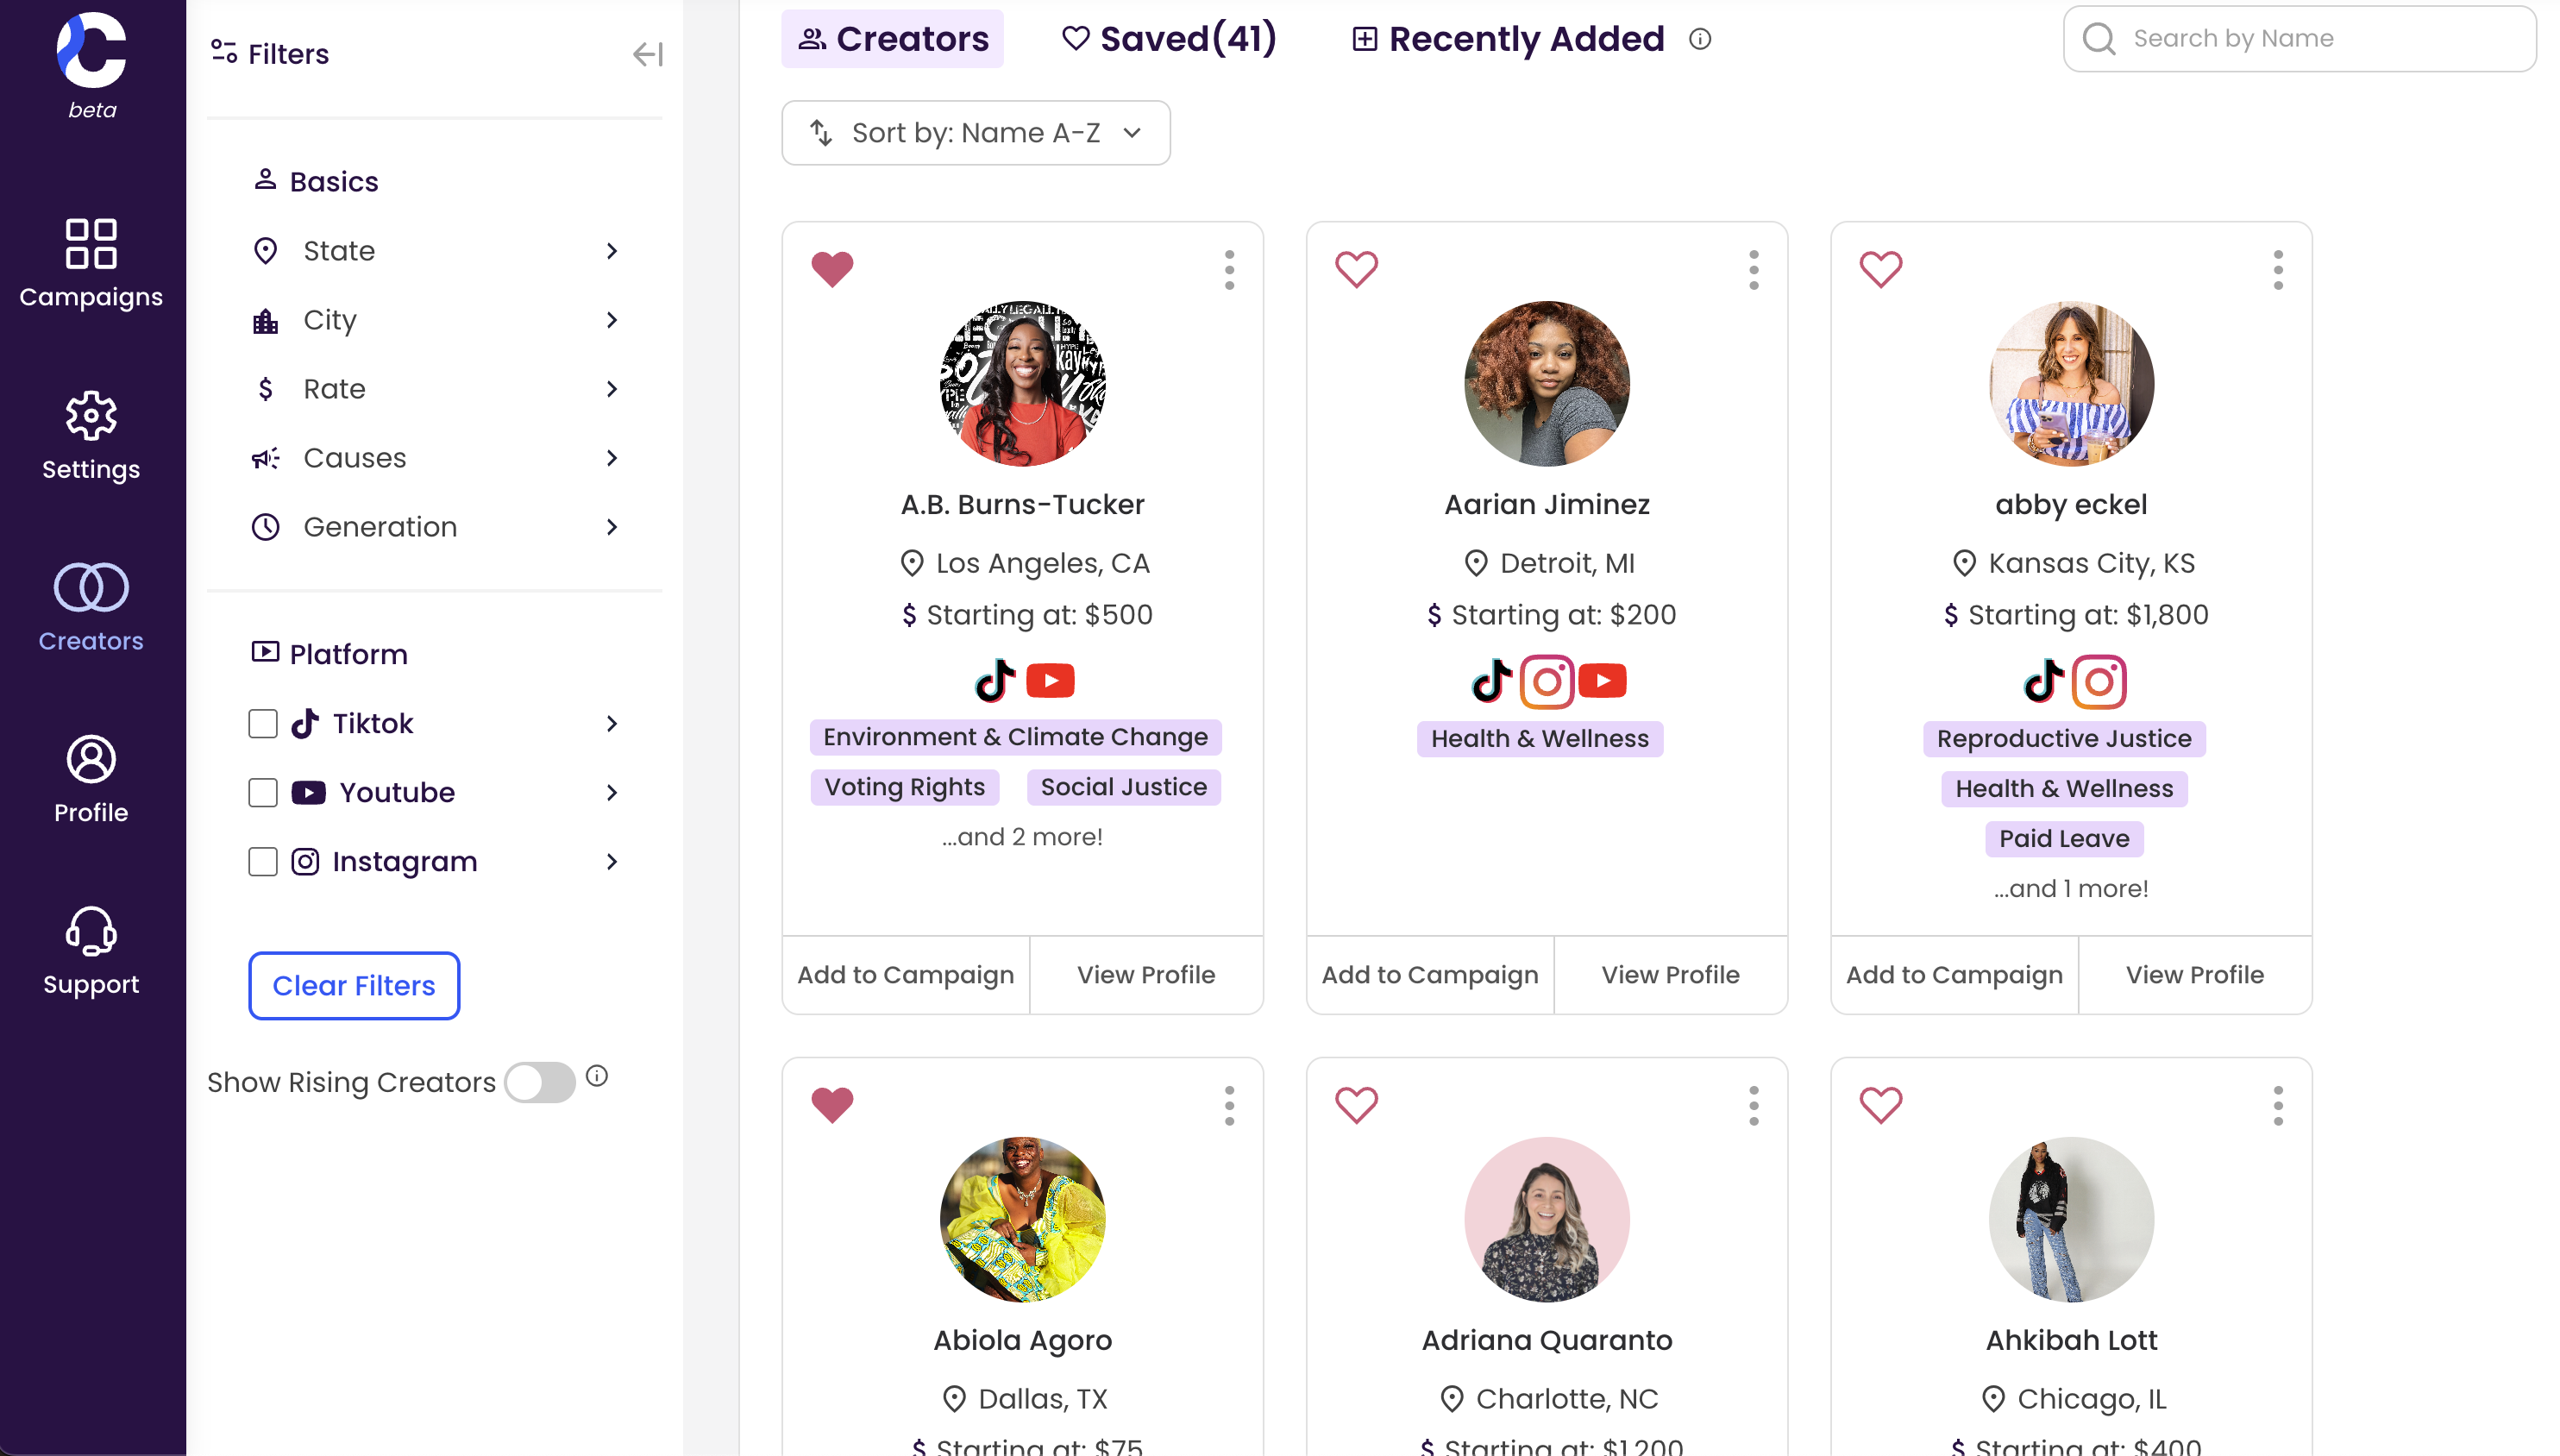 beta
Campaigns
Settings
Creators
Profile
Support
Filters
Basics
State
City
Rate
Causes
Generation
Platform
Tiktok
Youtube
Instagram
Clear Filters
Show Rising Creators
Creators
Saved(41)
Recently Added
Search by Name
Sort by: Name A-Z
A.B. Burns-Tucker
Los Angeles, CA
$ Starting at: $500
Environment & Climate Change
Voting Rights
Social Justice
...and 2 more!
Add to Campaign
View Profile
Aarian Jiminez
Detroit, MI
$ Starting at: $200
Health & Wellness
Add to Campaign
View Profile
abby eckel
Kansas City, KS
$ Starting at: $1,800
Reproductive Justice
Health & Wellness
Paid Leave
...and 1 more!
Add to Campaign
View Profile
Abiola Agoro
Dallas, TX
$ Starting at: $75
Adriana Quaranto
Charlotte, NC
$ Starting at: $1,200
Ahkibah Lott
Chicago, IL
$ Starting at: $400